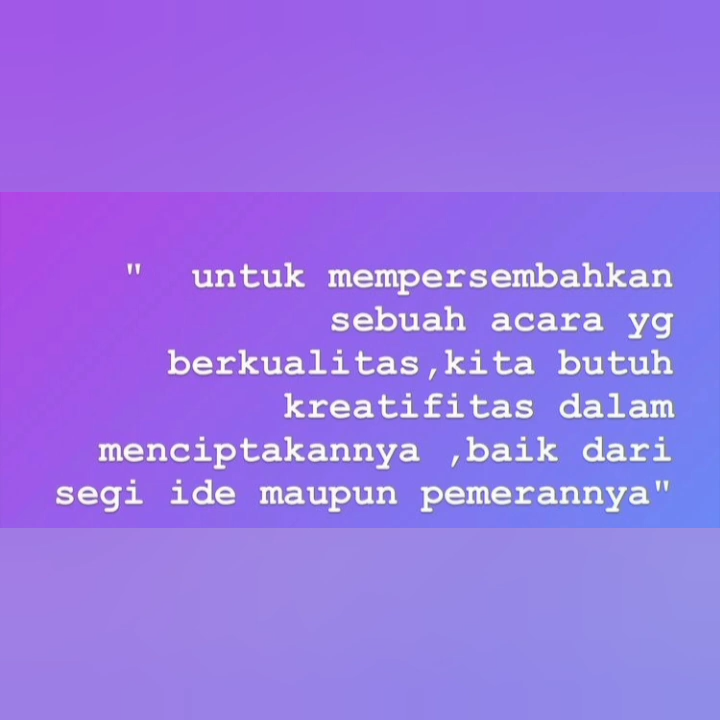 " untuk mempersembahkan
sebuah acara yg
berkualitas,kita butuh
kreatifitas dalam
menciptakannya ,baik dari
segi ide maupun pemerannya"